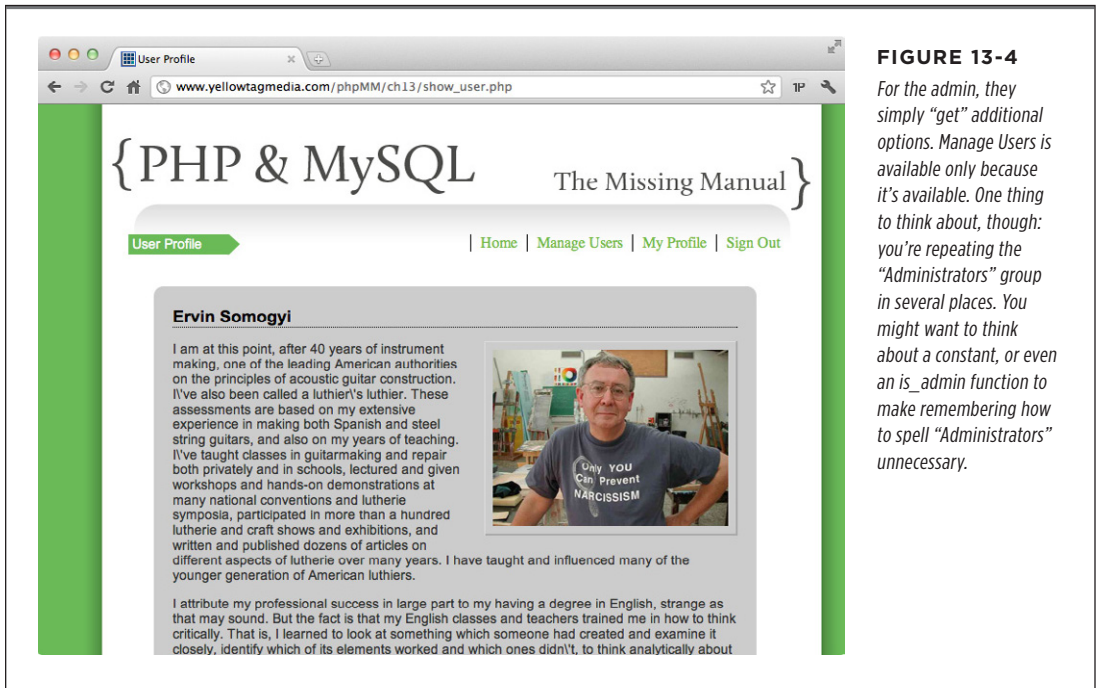 User Profile
www.yellowtagmedia.com/phpMM/ch13/show_user.php
1P
{PHP & MySQL
The Missing Manual}
User Profile
| Home | Manage Users | My Profile | Sign Out
Ervin Somogyi
I am at this point, after 40 years of instrument
making, one of the leading American authorities
on the principles of acoustic guitar construction.
I\'ve also been called a luthier\'s luthier. These
assessments are based on my extensive
experience in making both Spanish and steel
string guitars, and also on my years of teaching.
I\'ve taught classes in guitarmaking and repair
both privately and in schools, lectured and given
workshops and hands-on demonstrations at
many national conventions and lutherie
symposia, participated in more than a hundred
lutherie and craft shows and exhibitions, and
written and published dozens of articles on
different aspects of lutherie over many years. I have taught and influenced many of the
younger generation of American luthiers.
Only YOU
Can Prevent
NARCISSISM
I attribute my professional success in large part to my having a degree in English, strange as
that may sound. But the fact is that my English classes and teachers trained me in how to think
critically. That is, I learned to look at something which someone had created and examine it
closely, identify which of its elements worked and which ones didn\'t, to think analytically about
FIGURE 13-4
For the admin, they
simply “get” additional
options. Manage Users is
available only because
it’s available. One thing
to think about, though:
you’re repeating the
“Administrators” group
in several places. You
might want to think
about a constant, or even
an is_admin function to
make remembering how
to spell “Administrators”
unnecessary.